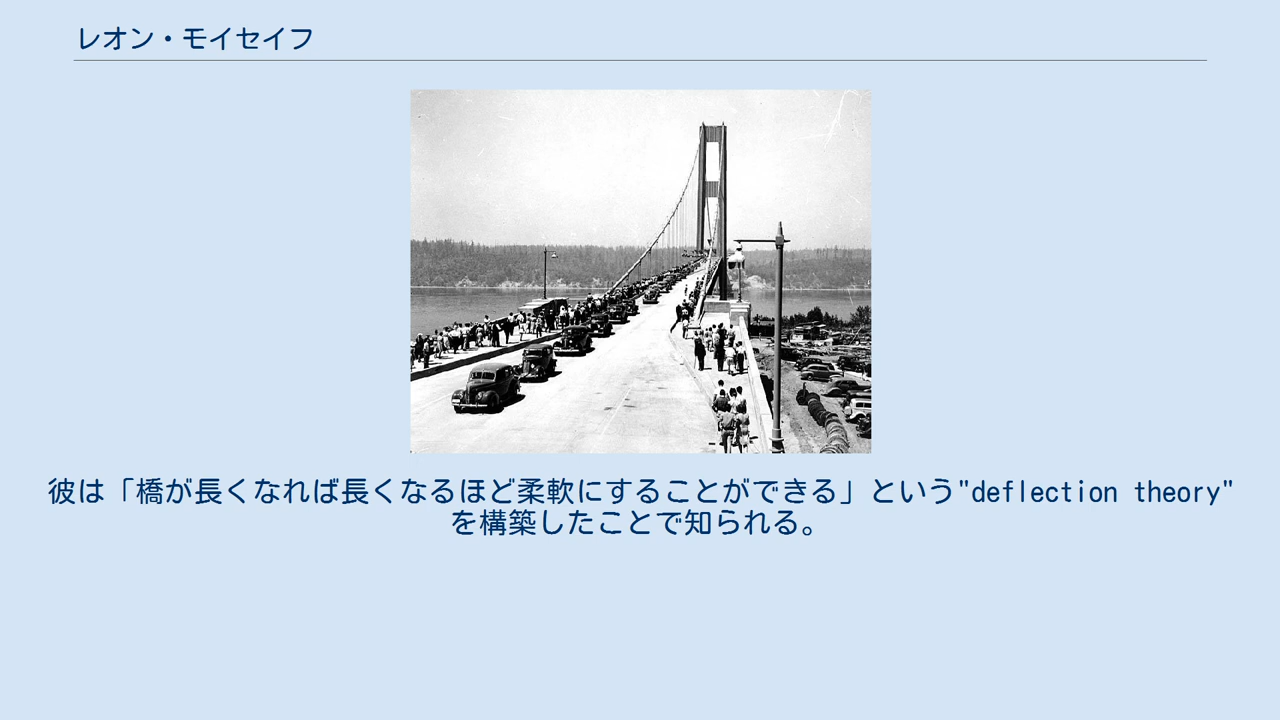 レオン・モイセイフ
彼は「橋が長くなれば長くなるほど柔軟にすることができる」という"deflection theory"
を構築したことで知られる。